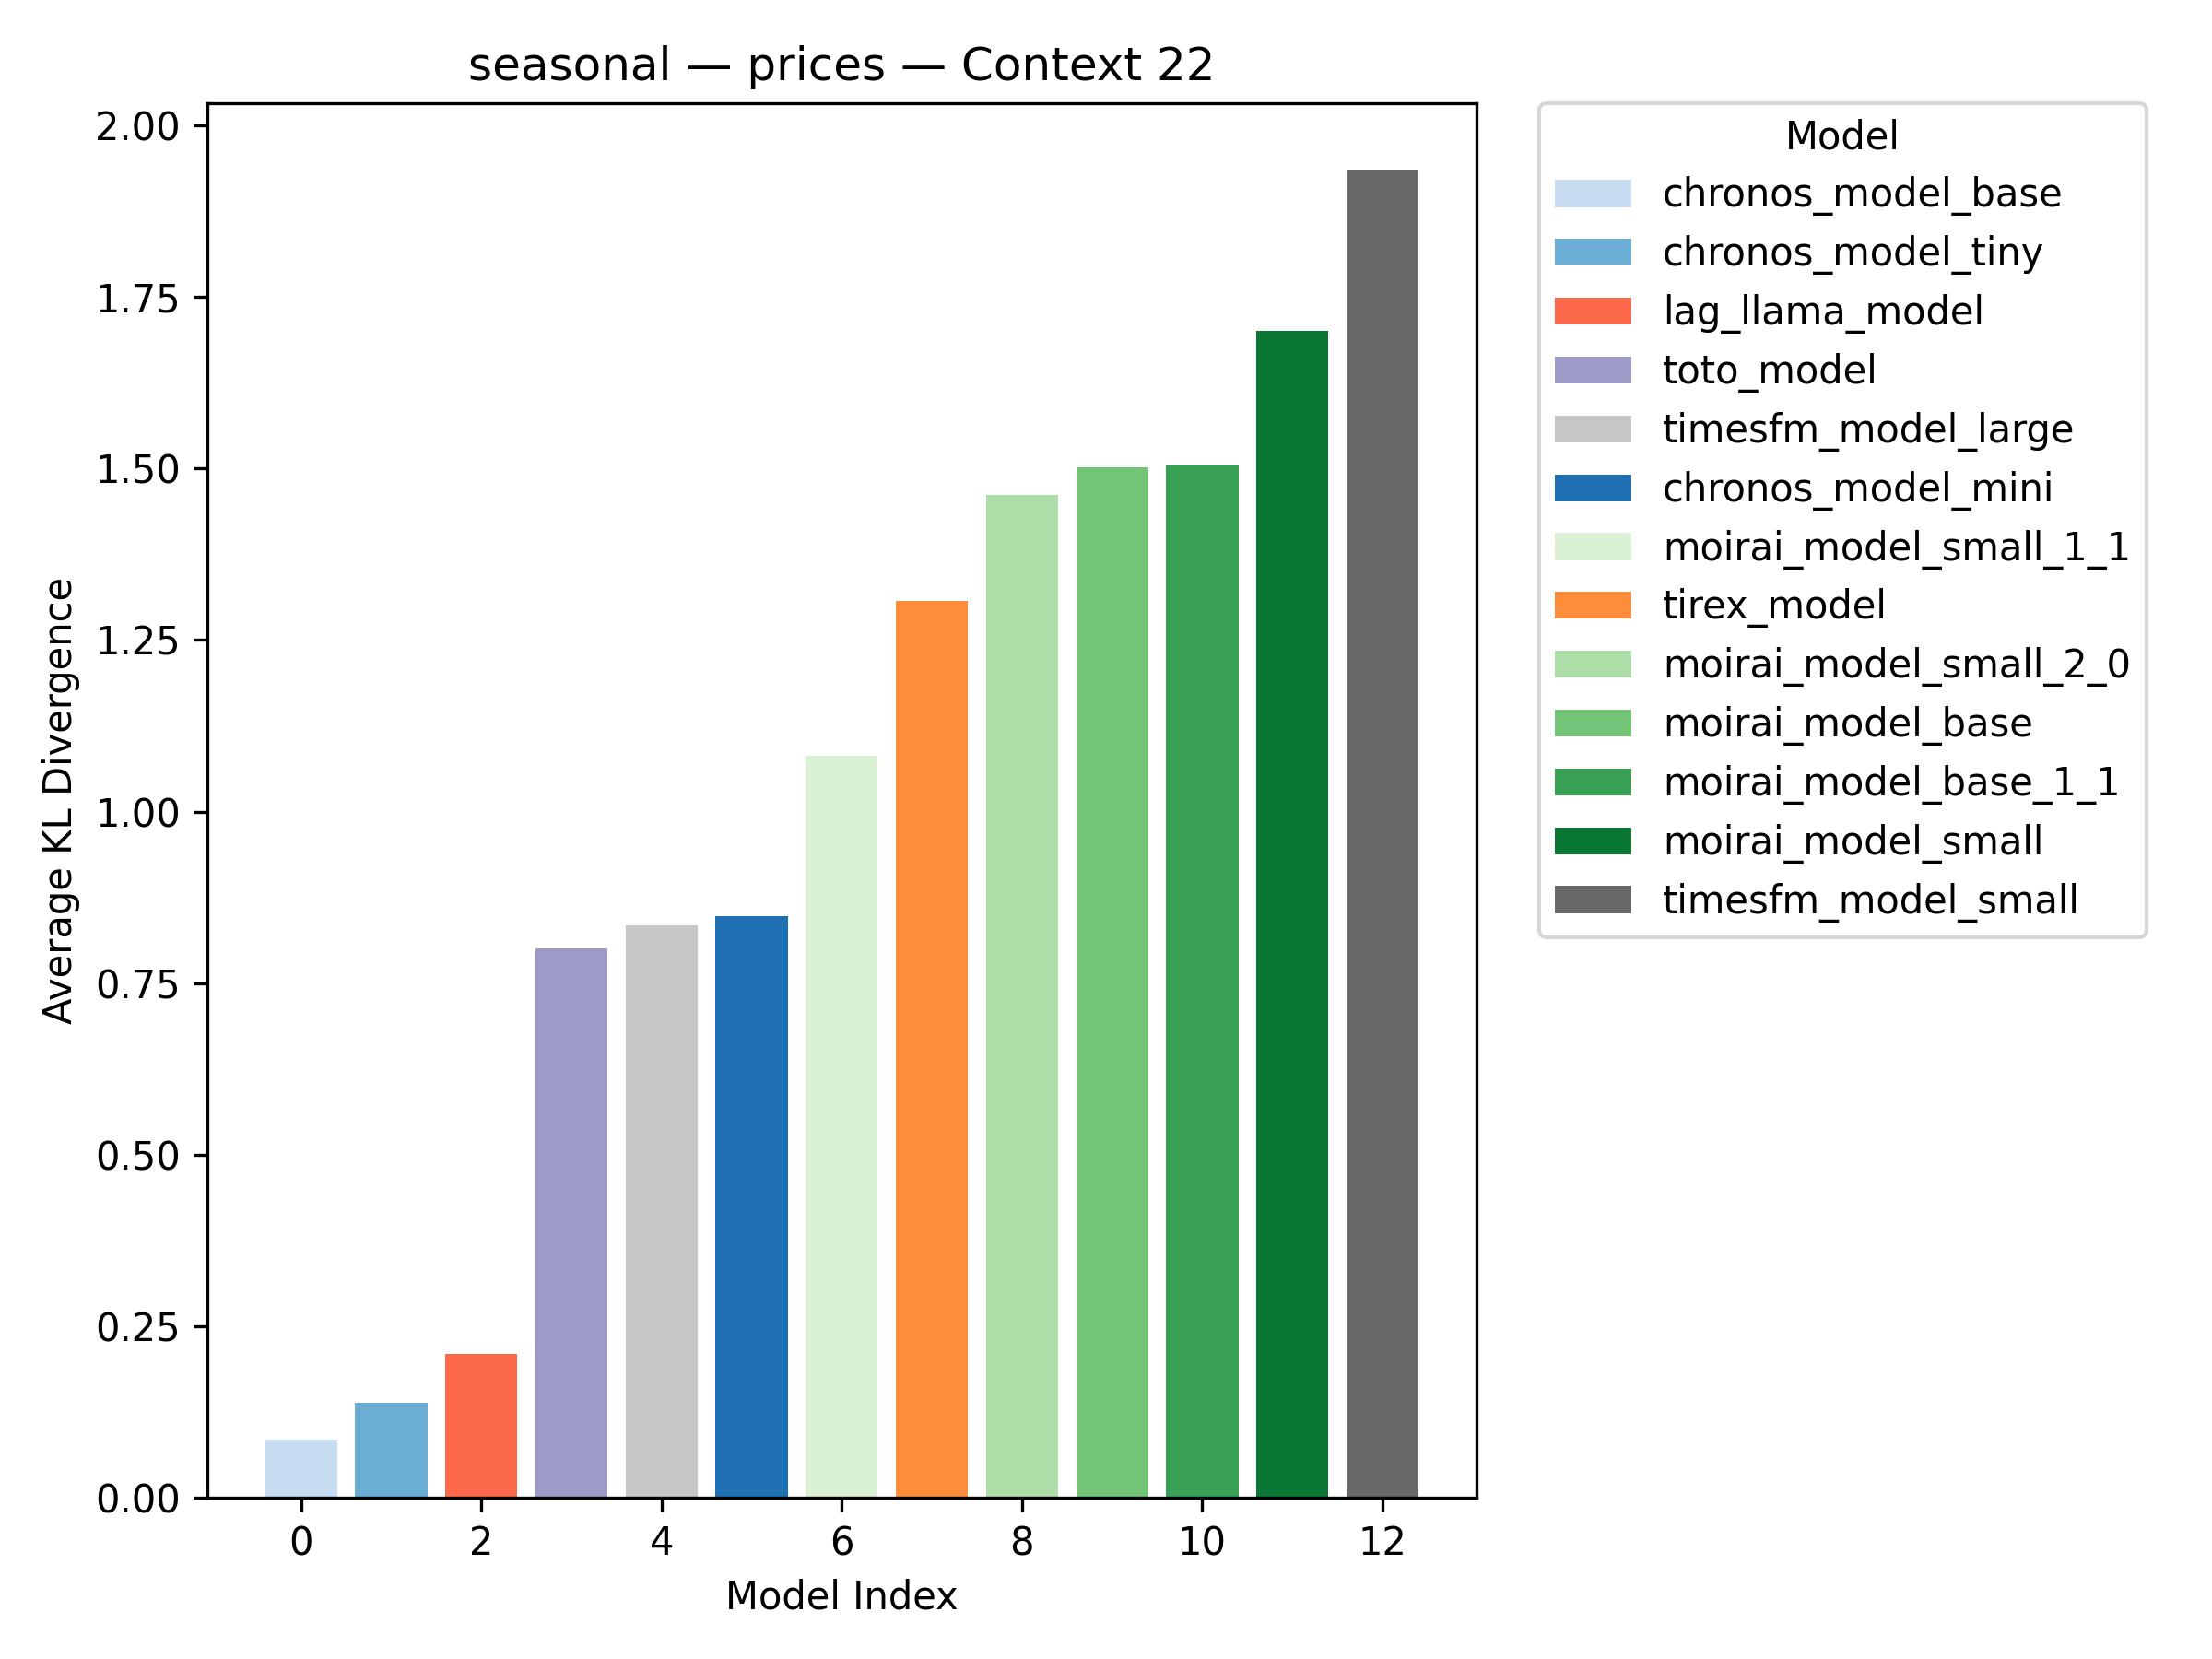 seasonal — prices — Context 22
Average KL Divergence
2.00
1.75
1.50
1.25
1.00
0.75
0.50
0.25
0.00
0 2 4 6 8 10 12
Model Index
Model
chronos_model_base
chronos_model_tiny
lag_llama_model
toto_model
timesfm_model_large
chronos_model_mini
moirai_model_small_1_1
tirex_model
moirai_model_small_2_0
moirai_model_base
moirai_model_base_1_1
moirai_model_small
timesfm_model_small